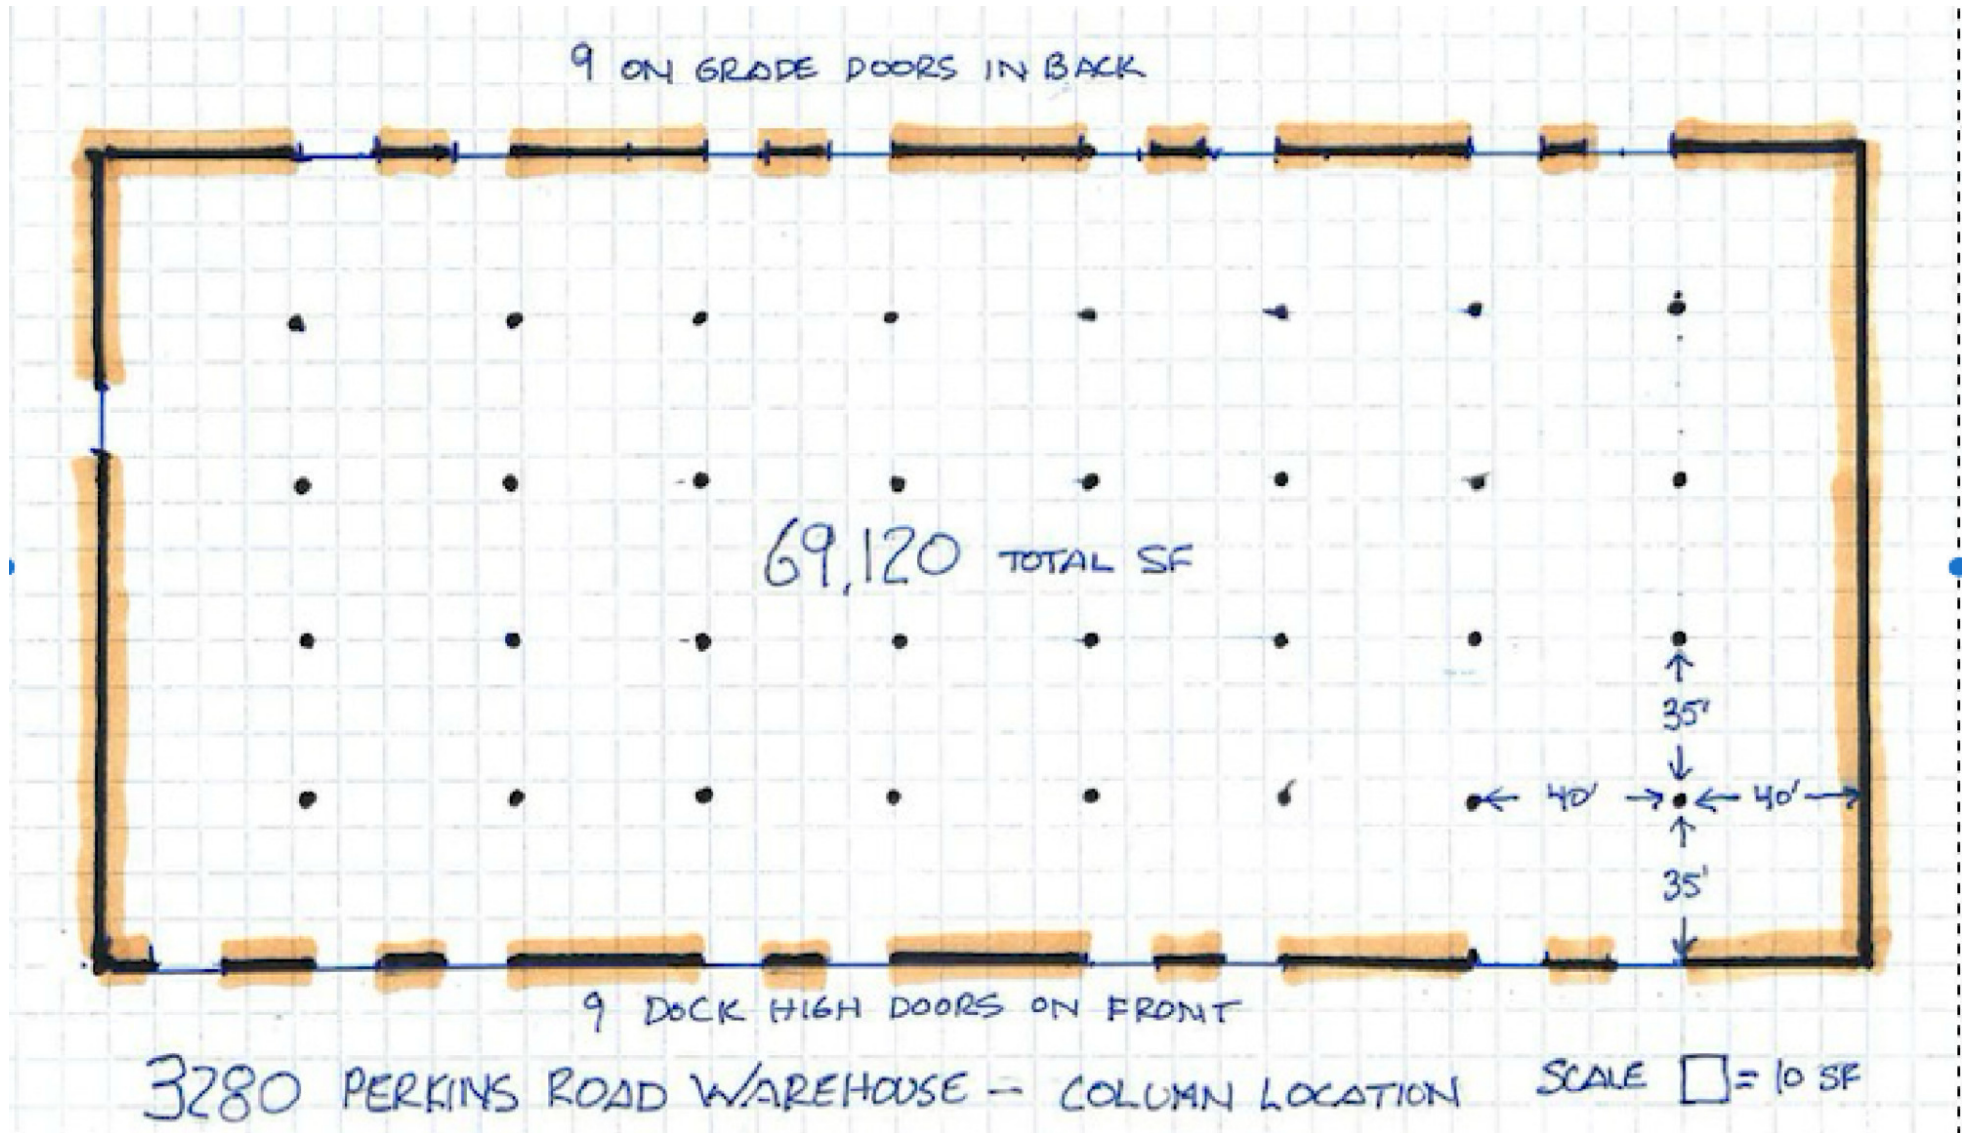 9 ON GRADE DOORS IN BACK
69,120 TOTAL SF
35'
40' 40'
35'
9 DOCK HIGH DOORS ON FRONT
3280 PERKINS ROAD WAREHOUSE - COLUMN LOCATION
SCALE □ = 10 SF